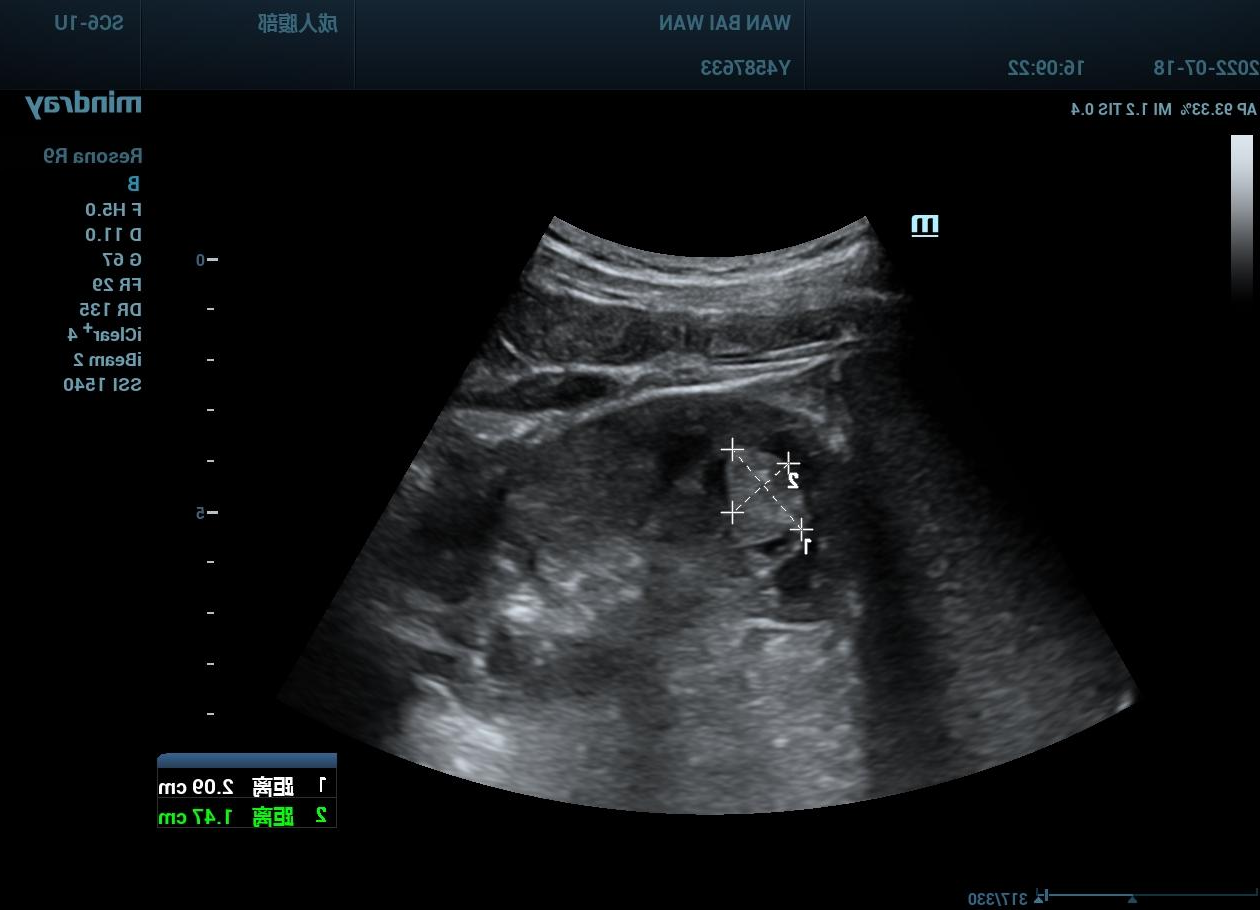 SC6-1U 成人腹部 WAN BAI WAN
Y4587633 16:09:22 2022-07-18
mindray
AP 93.33% MI 1.2 TIS 0.4
Resona R9
B
F H5.0
D 11.0
G 67
FR 29
DR 135
iClear+ 4
iBeam 2
SSI 1540
m
0
5
2
1
1 距离 2.09 cm
2 距离 1.47 cm
317/330